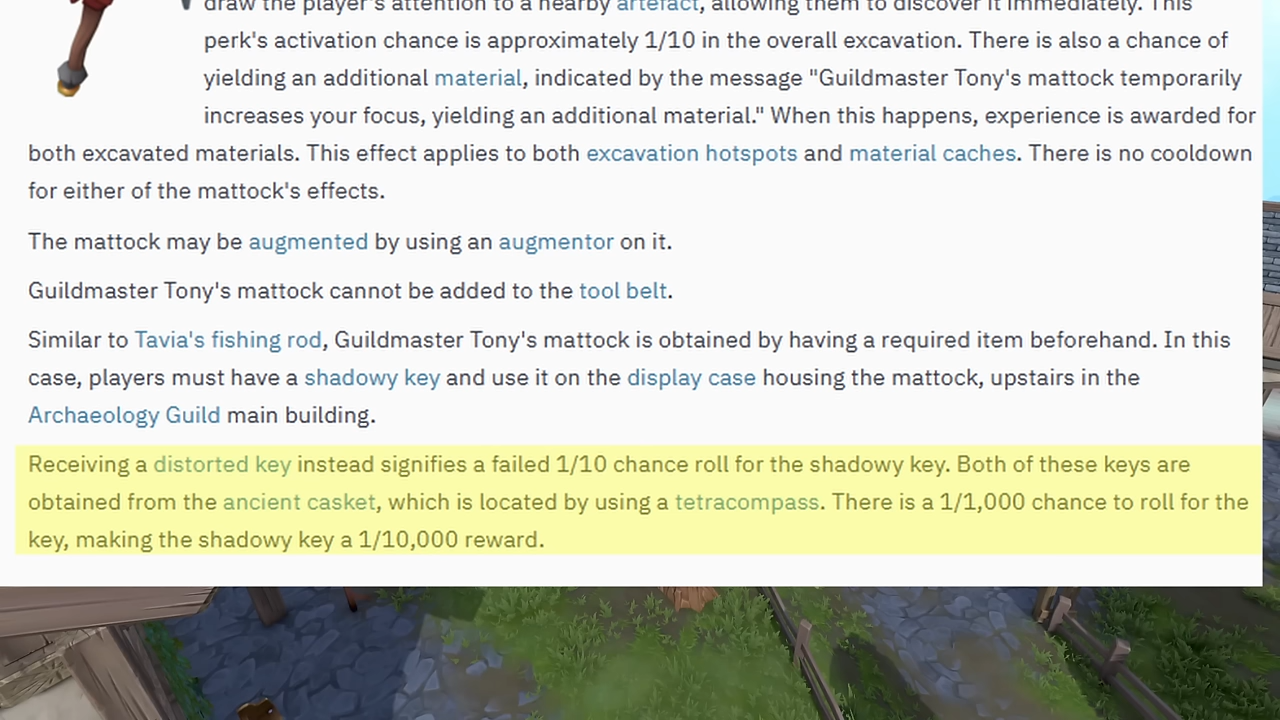 draw the player's attention to a nearby artefact, allowing them to discover it immediately. This
perk's activation chance is approximately 1/10 in the overall excavation. There is also a chance of
yielding an additional material, indicated by the message "Guildmaster Tony's mattock temporarily
increases your focus, yielding an additional material." When this happens, experience is awarded for
both excavated materials. This effect applies to both excavation hotspots and material caches. There is no cooldown
for either of the mattock's effects.
The mattock may be augmented by using an augmentor on it.
Guildmaster Tony's mattock cannot be added to the tool belt.
Similar to Tavia's fishing rod, Guildmaster Tony's mattock is obtained by having a required item beforehand. In this
case, players must have a shadowy key and use it on the display case housing the mattock, upstairs in the
Archaeology Guild main building.
Receiving a distorted key instead signifies a failed 1/10 chance roll for the shadowy key. Both of these keys are
obtained from the ancient casket, which is located by using a tetracompass. There is a 1/1,000 chance to roll for the
key, making the shadowy key a 1/10,000 reward.